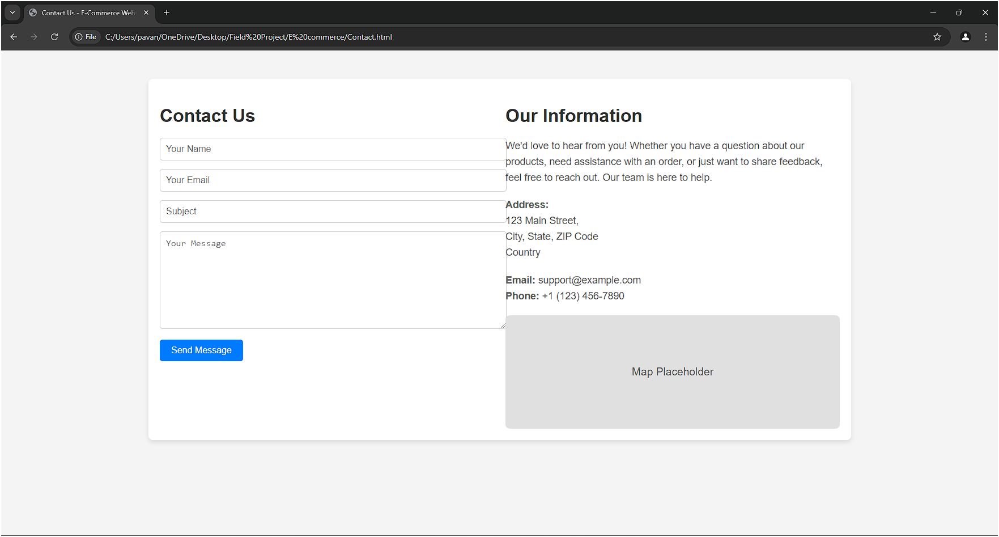 Contact Us - E-Commerce Web
File
C:/Users/pavan/OneDrive/Desktop/Field%20Project/E%20commerce/Contact.html
Contact Us
Your Name
Your Email
Subject
Your Message
Send Message
Our Information
We'd love to hear from you! Whether you have a question about our
products, need assistance with an order, or just want to share feedback,
feel free to reach out. Our team is here to help.
Address:
123 Main Street,
City, State, ZIP Code
Country
Email: support@example.com
Phone: +1 (123) 456-7890
Map Placeholder